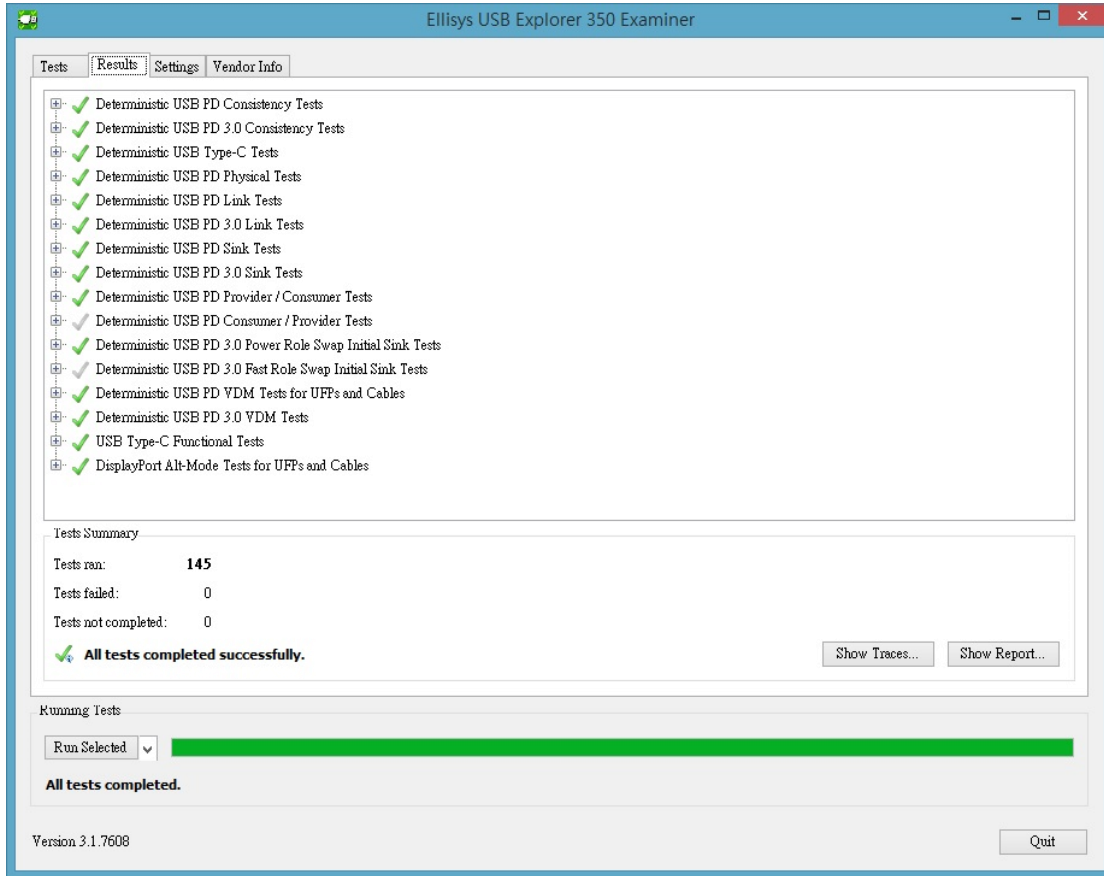 Ellisys USB Explorer 350 Examiner
Tests Results Settings Vendor Info
Deterministic USB PD Consistency Tests
Deterministic USB PD 3.0 Consistency Tests
Deterministic USB Type-C Tests
Deterministic USB PD Physical Tests
Deterministic USB PD Link Tests
Deterministic USB PD 3.0 Link Tests
Deterministic USB PD Sink Tests
Deterministic USB PD 3.0 Sink Tests
Deterministic USB PD Provider / Consumer Tests
Deterministic USB PD Consumer / Provider Tests
Deterministic USB PD 3.0 Power Role Swap Initial Sink Tests
Deterministic USB PD 3.0 Fast Role Swap Initial Sink Tests
Deterministic USB PD VDM Tests for UFPs and Cables
Deterministic USB PD 3.0 VDM Tests
USB Type-C Functional Tests
DisplayPort Alt-Mode Tests for UFPs and Cables
Tests Summary
Tests ran: 145
Tests failed: 0
Tests not completed: 0
All tests completed successfully. Show Traces... Show Report...
Running Tests
Run Selected
All tests completed.
Version 3.1.7608 Quit